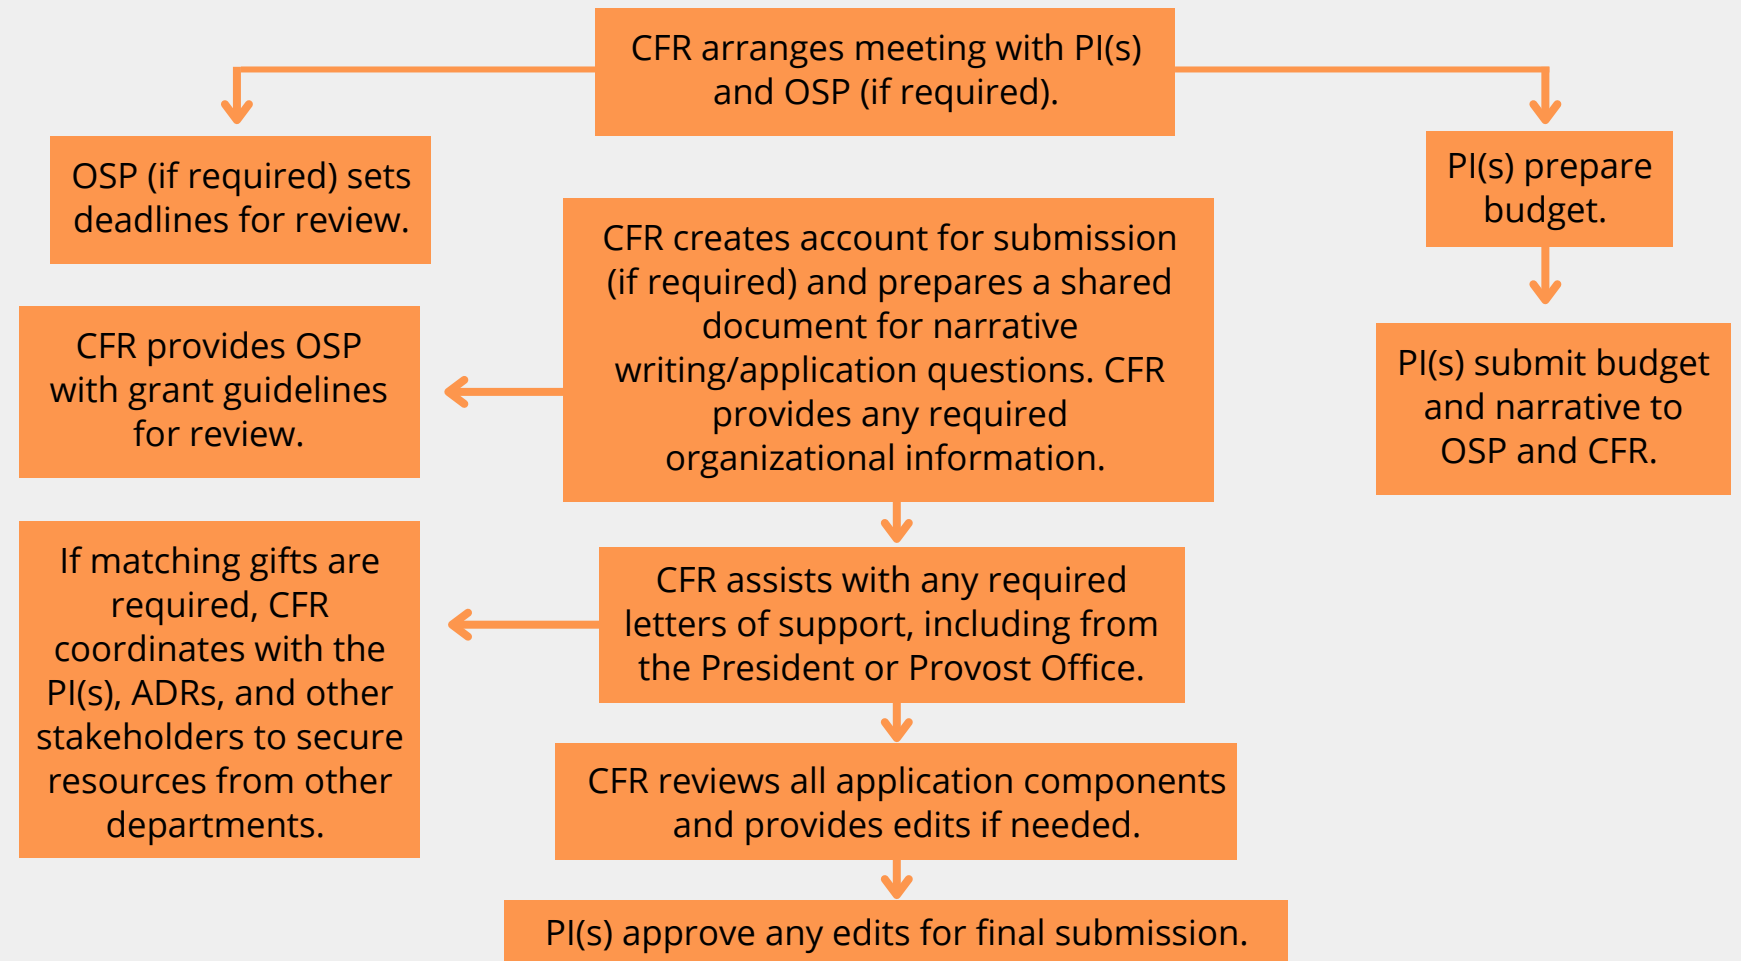 CFR arranges meeting with PI(s)
and OSP (if required).
OSP (if required) sets
deadlines for review.
PI(s) prepare
budget.
CFR creates account for submission
(if required) and prepares a shared
document for narrative
writing/application questions. CFR
provides any required
organizational information.
CFR provides OSP
with grant guidelines
for review.
PI(s) submit budget
and narrative to
OSP and CFR.
If matching gifts are
required, CFR
coordinates with the
PI(s), ADRs, and other
stakeholders to secure
resources from other
departments.
CFR assists with any required
letters of support, including from
the President or Provost Office.
CFR reviews all application components
and provides edits if needed.
PI(s) approve any edits for final submission.